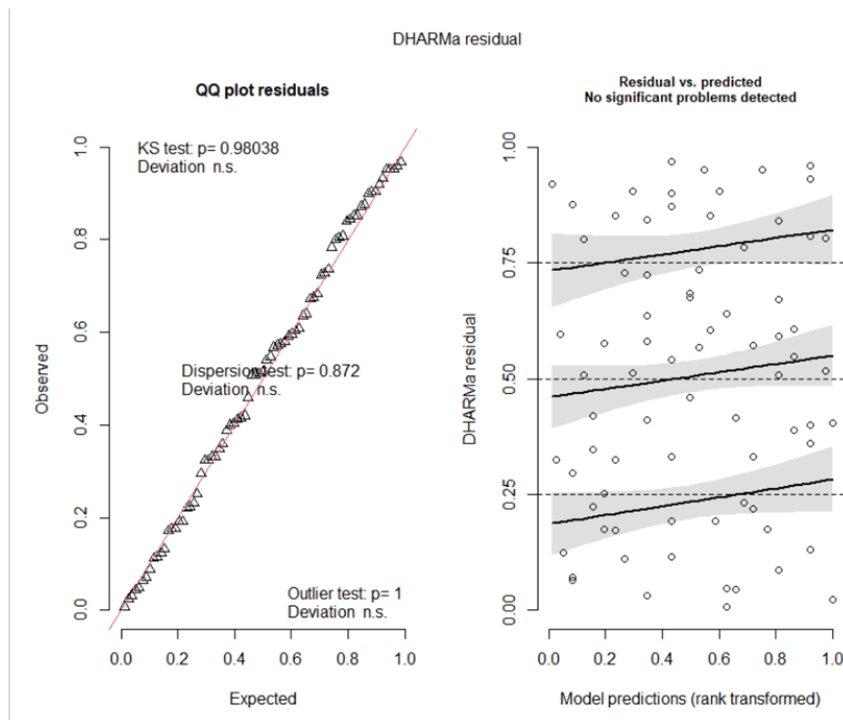 DHARMa residual
QQ plot residuals
KS test: p= 0.98038
Deviation n.s.
Dispersion test: p= 0.872
Deviation n.s.
Outlier test: p= 1
Deviation n.s.
Observed
0.0
0.2
0.4
0.6
0.8
1.0
0.0 0.2 0.4 0.6 0.8 1.0
Expected
Residual vs. predicted
No significant problems detected
DHARMa residual
0.00
0.25
0.50
0.75
1.00
0.0 0.2 0.4 0.6 0.8 1.0
Model predictions (rank transformed)